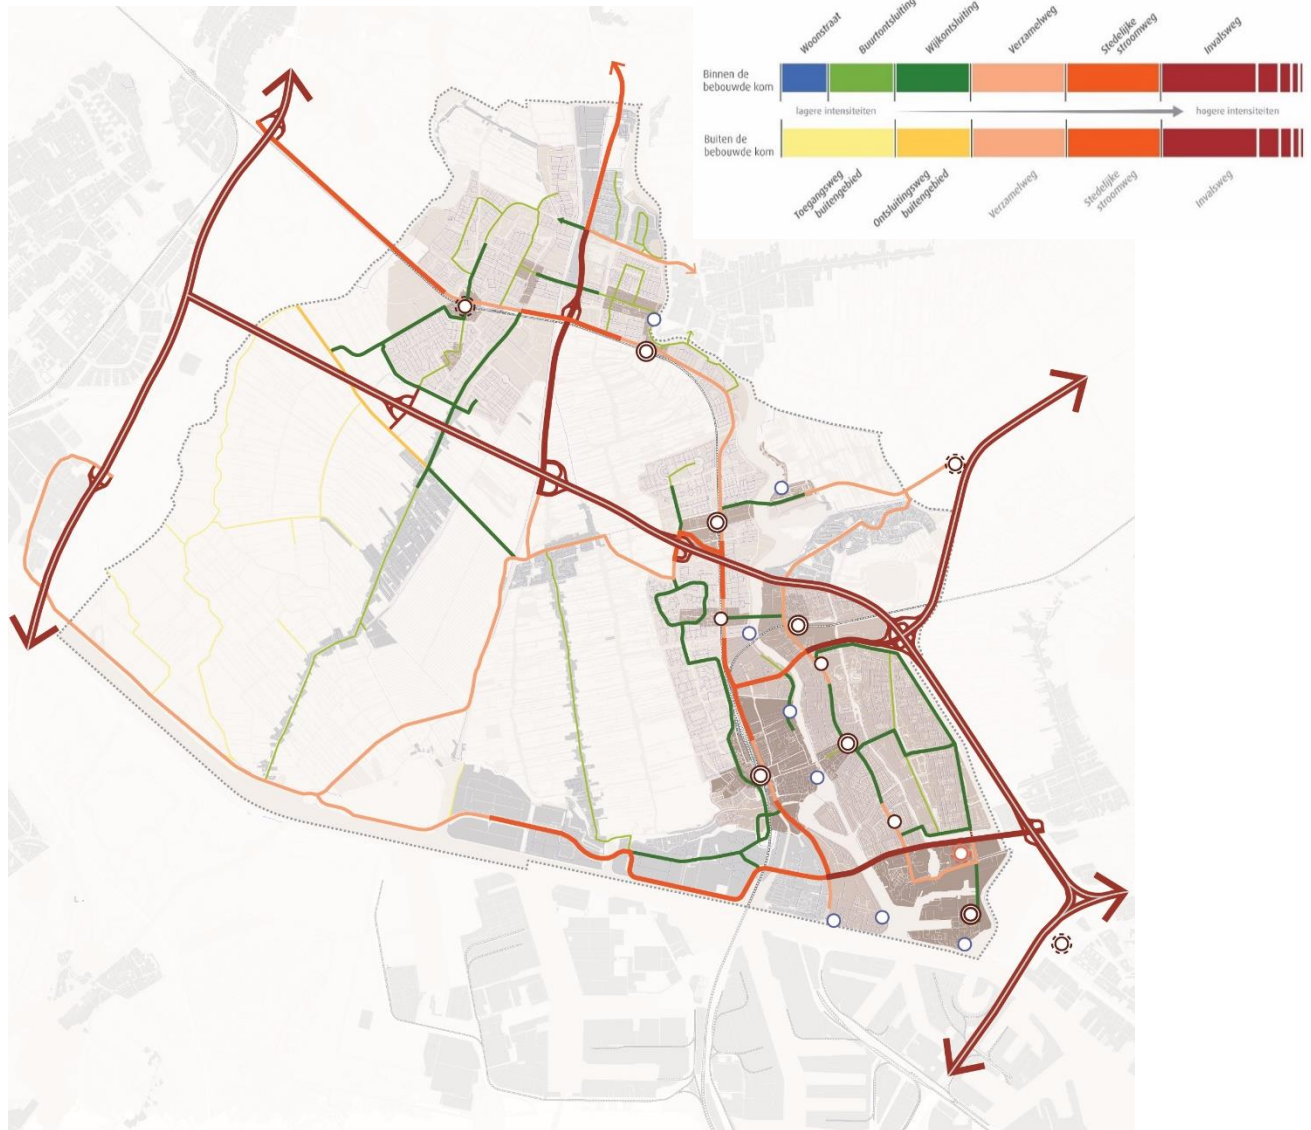 Woonstraat
Buurtontsluiting
Wijkontsluiting
Verzamelweg
Stedelijke
stroomweg
Invalsweg
Binnen de
bebouwde kom
lagere intensiteiten
hogere intensiteiten
Buiten de
bebouwde kom
Toegangsweg
buitengebied
Ontsluitingsweg
buitengebied
Verzamelweg
Stedelijke
stroomweg
Invalsweg